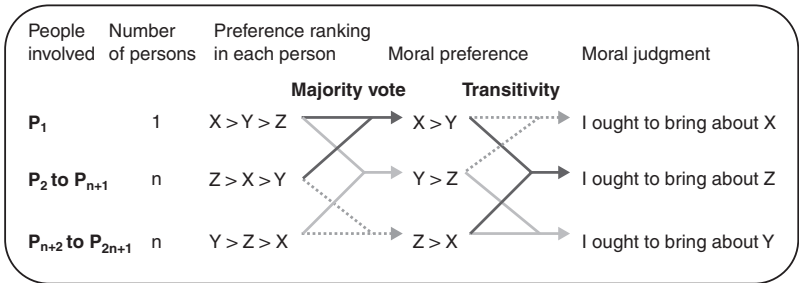 People Number Preference ranking
involved of persons in each person Moral preference Moral judgment
Majority vote Transitivity
P1 1 X > Y > Z X > Y I ought to bring about X
P2 to Pn+1 n Z > X > Y Y > Z I ought to bring about Z
Pn+2 to P2n+1 n Y > Z > X Z > X I ought to bring about Y